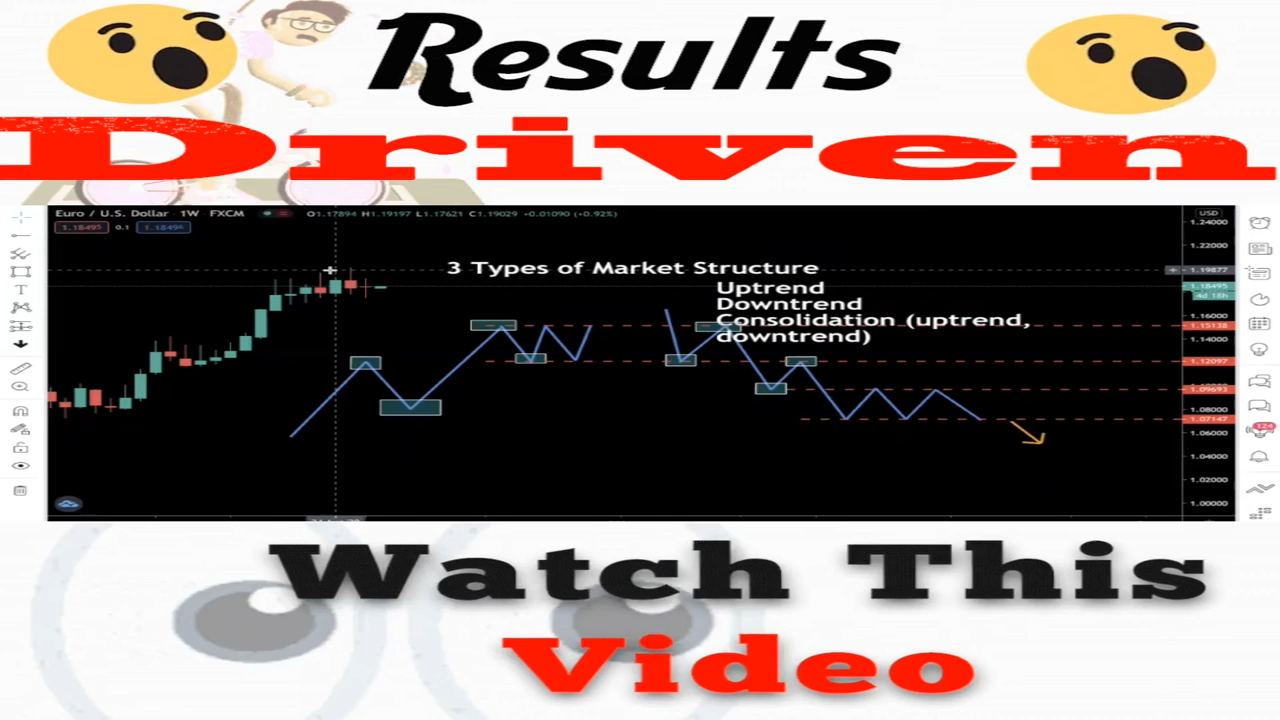 Results
Driven
Euro / U.S. Dollar · 1W · FXCM
O1.17894 H1.19197 L1.17621 C1.19029 +0.01090 (+0.92%)
USD
1.18495 0.1 1.18496
1.24000
1.22000
3 Types of Market Structure
1.19877
Uptrend
1.18495
4d 18h
Downtrend
Consolidation (uptrend,
1.16000
1.15138
downtrend)
1.14000
1.12097
1.09693
1.08000
1.07147
124
1.06000
1.04000
1.02000
1.00000
Watch This
Video